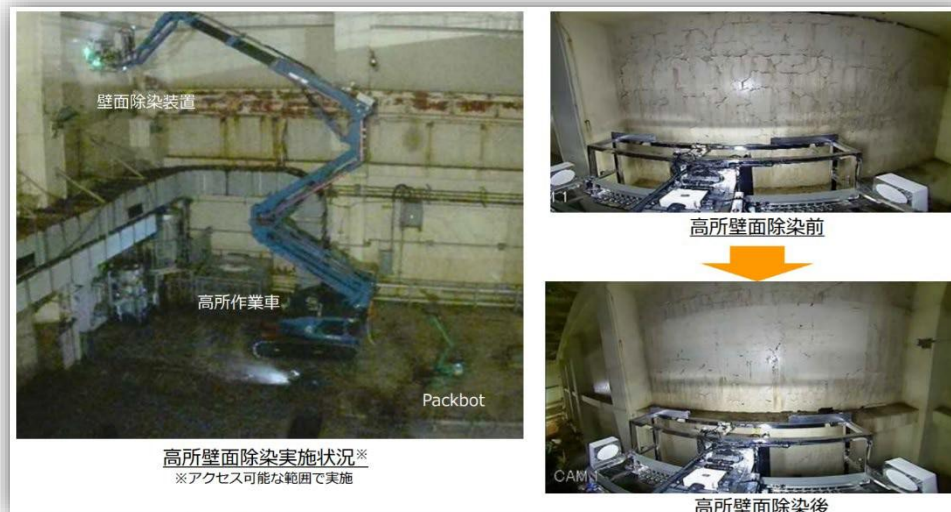 壁面除染装置
高所作業車
Packbot
高所壁面除染実施状況※
※アクセス可能な範囲で実施
高所壁面除染前
CAM 1
高所壁面除染後